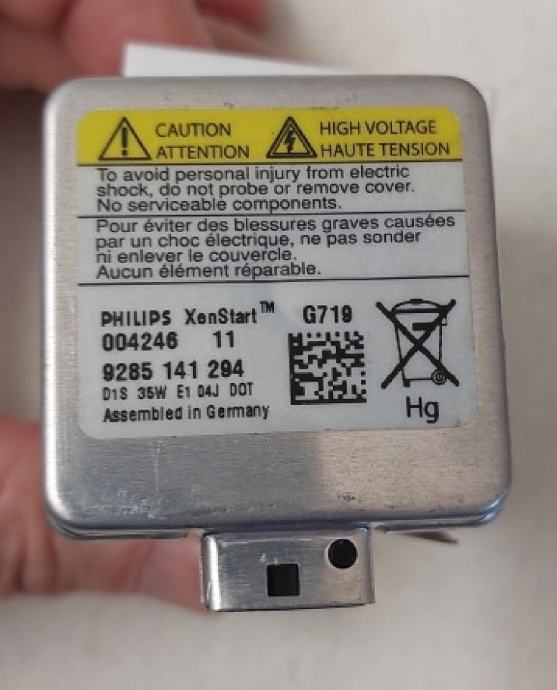 CAUTION
ATTENTION
HIGH VOLTAGE
HAUTE TENSION
To avoid personal injury from electric
shock, do not probe or remove cover.
No serviceable components.
Pour éviter des blessures graves causées
par un choc électrique, ne pas sonder
ni enlever le couvercle.
Aucun élément réparable.
PHILIPS XenStart™ G719
004246 11
9285 141 294
D1S 35W E1 04J DOT
Assembled in Germany
Hg